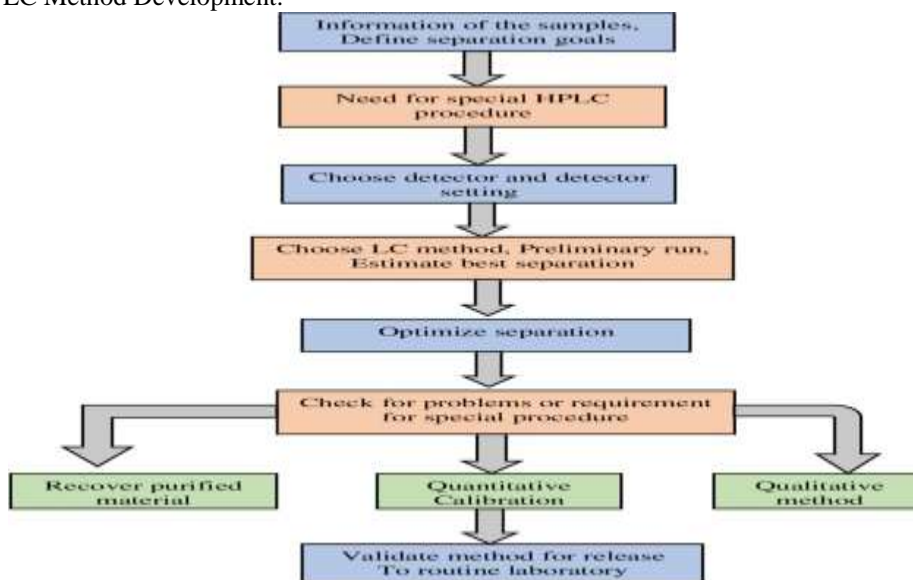 LC Method Development.
Information of the samples,
Define separation goals
Need for special HPLC
procedure
Choose detector and detector
setting
Choose LC method, Preliminary run,
Estimate best separation
Optimize separation
Check for problems or requirement
for special procedure
Recover purified
material
Quantitative
Calibration
Qualitative
method
Validate method for release
To routine laboratory